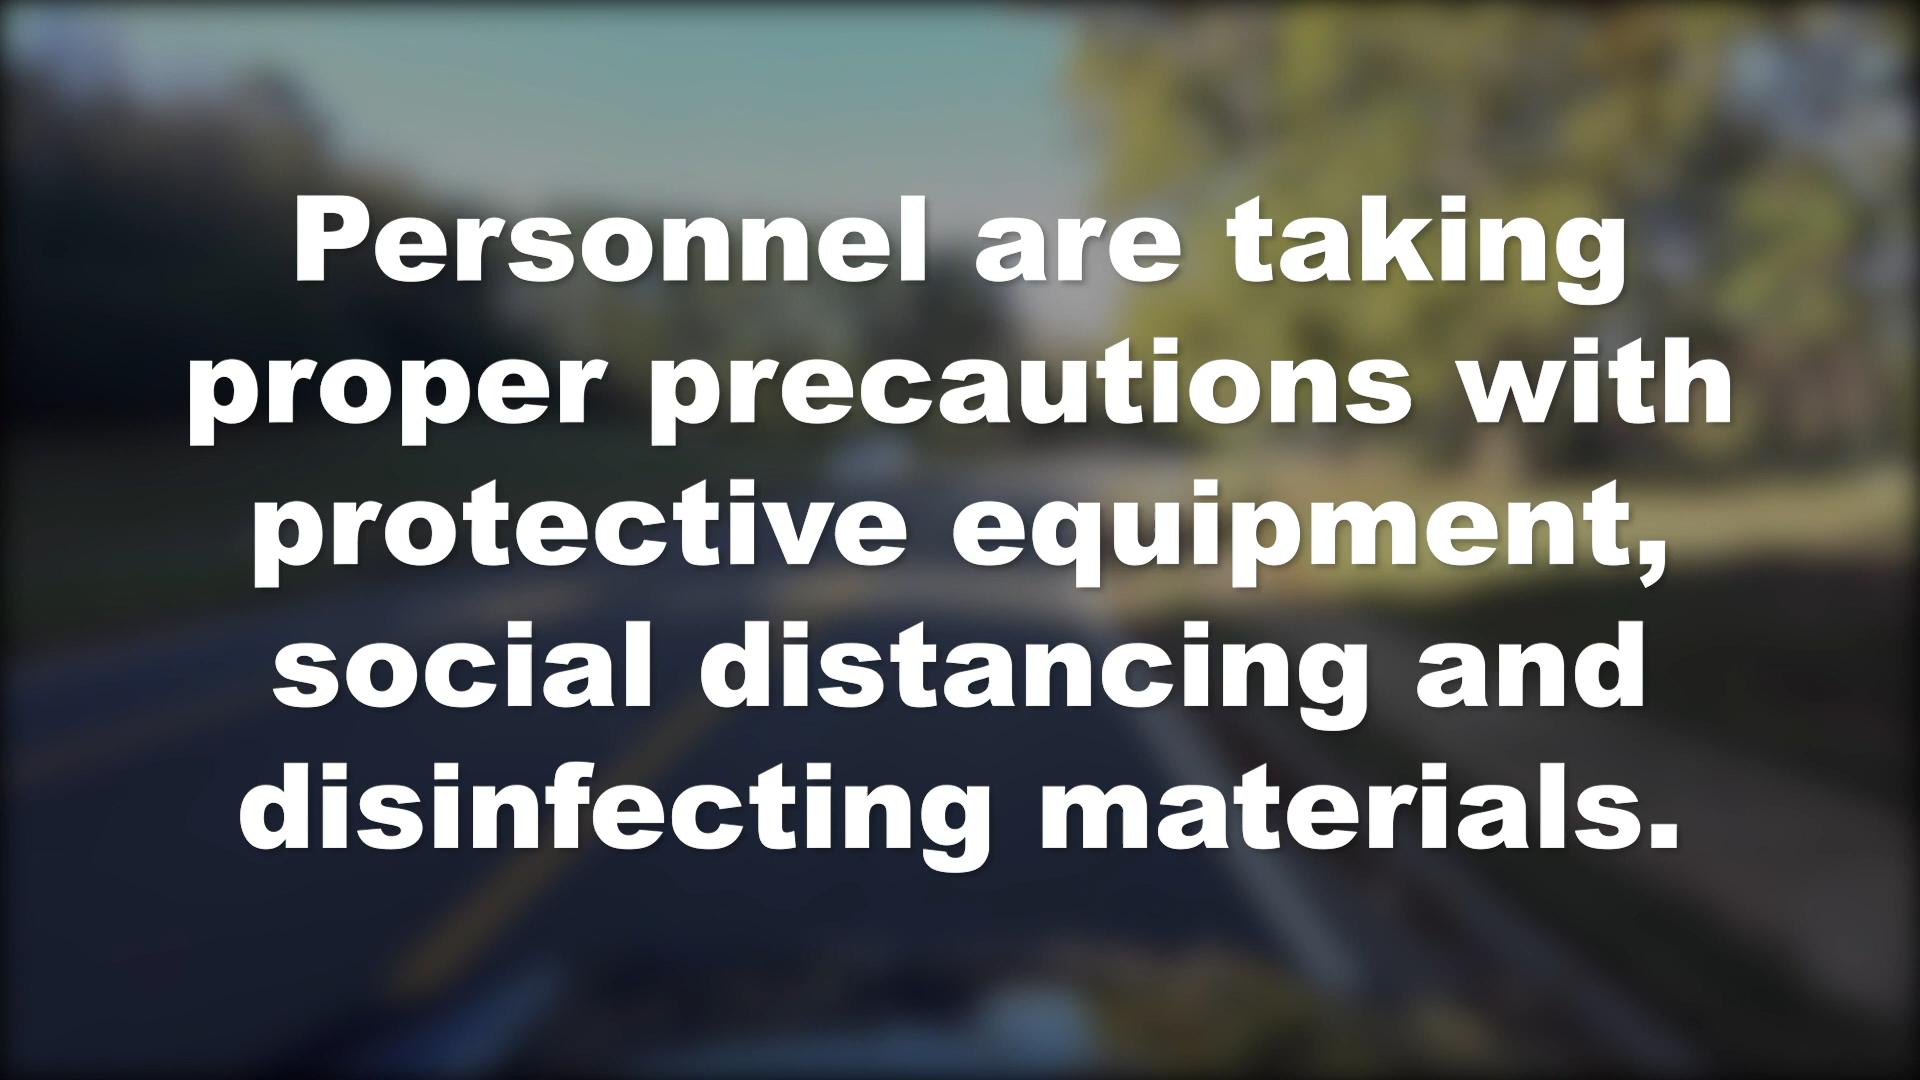 Personnel are taking
proper precautions with
protective equipment,
social distancing and
disinfecting materials.